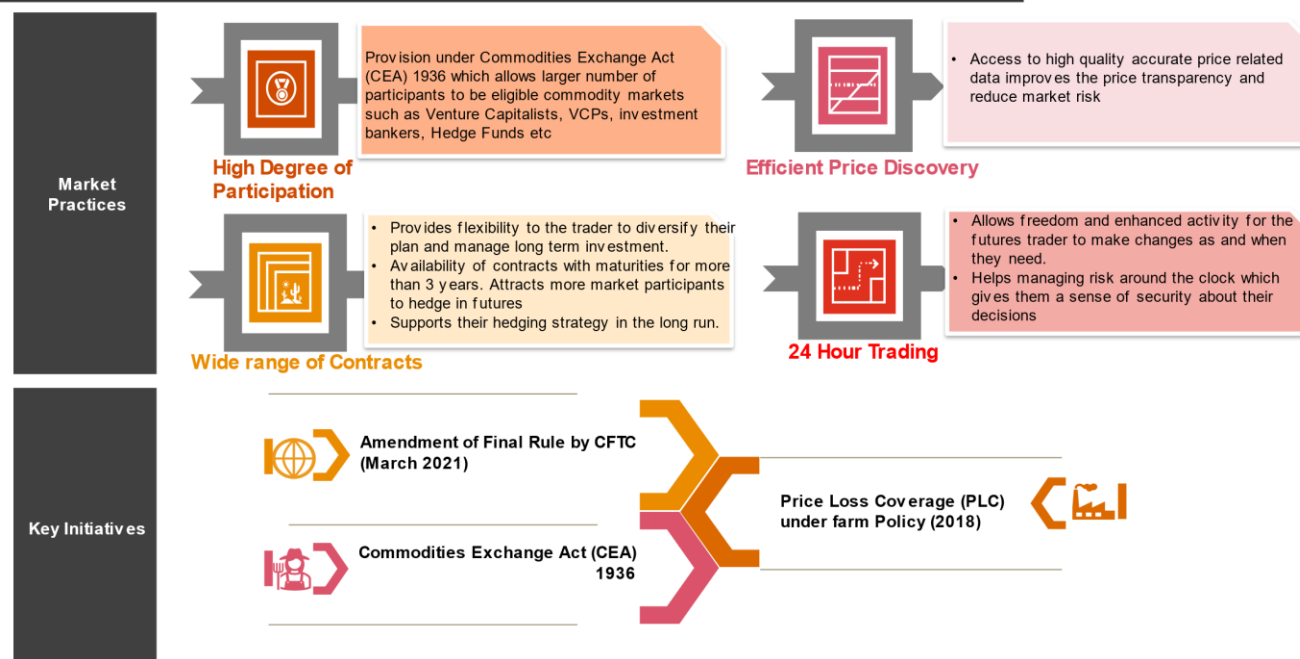 Market
Practices
Provision under Commodities Exchange Act
(CEA) 1936 which allows larger number of
participants to be eligible commodity markets
such as Venture Capitalists, VCPs, investment
bankers, Hedge Funds etc
High Degree of
Participation
• Access to high quality accurate price related
data improves the price transparency and
reduce market risk
Efficient Price Discovery
• Provides flexibility to the trader to diversify their
plan and manage long term investment.
• Availability of contracts with maturities for more
than 3 years. Attracts more market participants
to hedge in futures
• Supports their hedging strategy in the long run.
Wide range of Contracts
• Allows freedom and enhanced activity for the
futures trader to make changes as and when
they need.
• Helps managing risk around the clock which
gives them a sense of security about their
decisions
24 Hour Trading
Key Initiatives
Amendment of Final Rule by CFTC
(March 2021)
Price Loss Coverage (PLC)
under farm Policy (2018)
Commodities Exchange Act (CEA)
1936